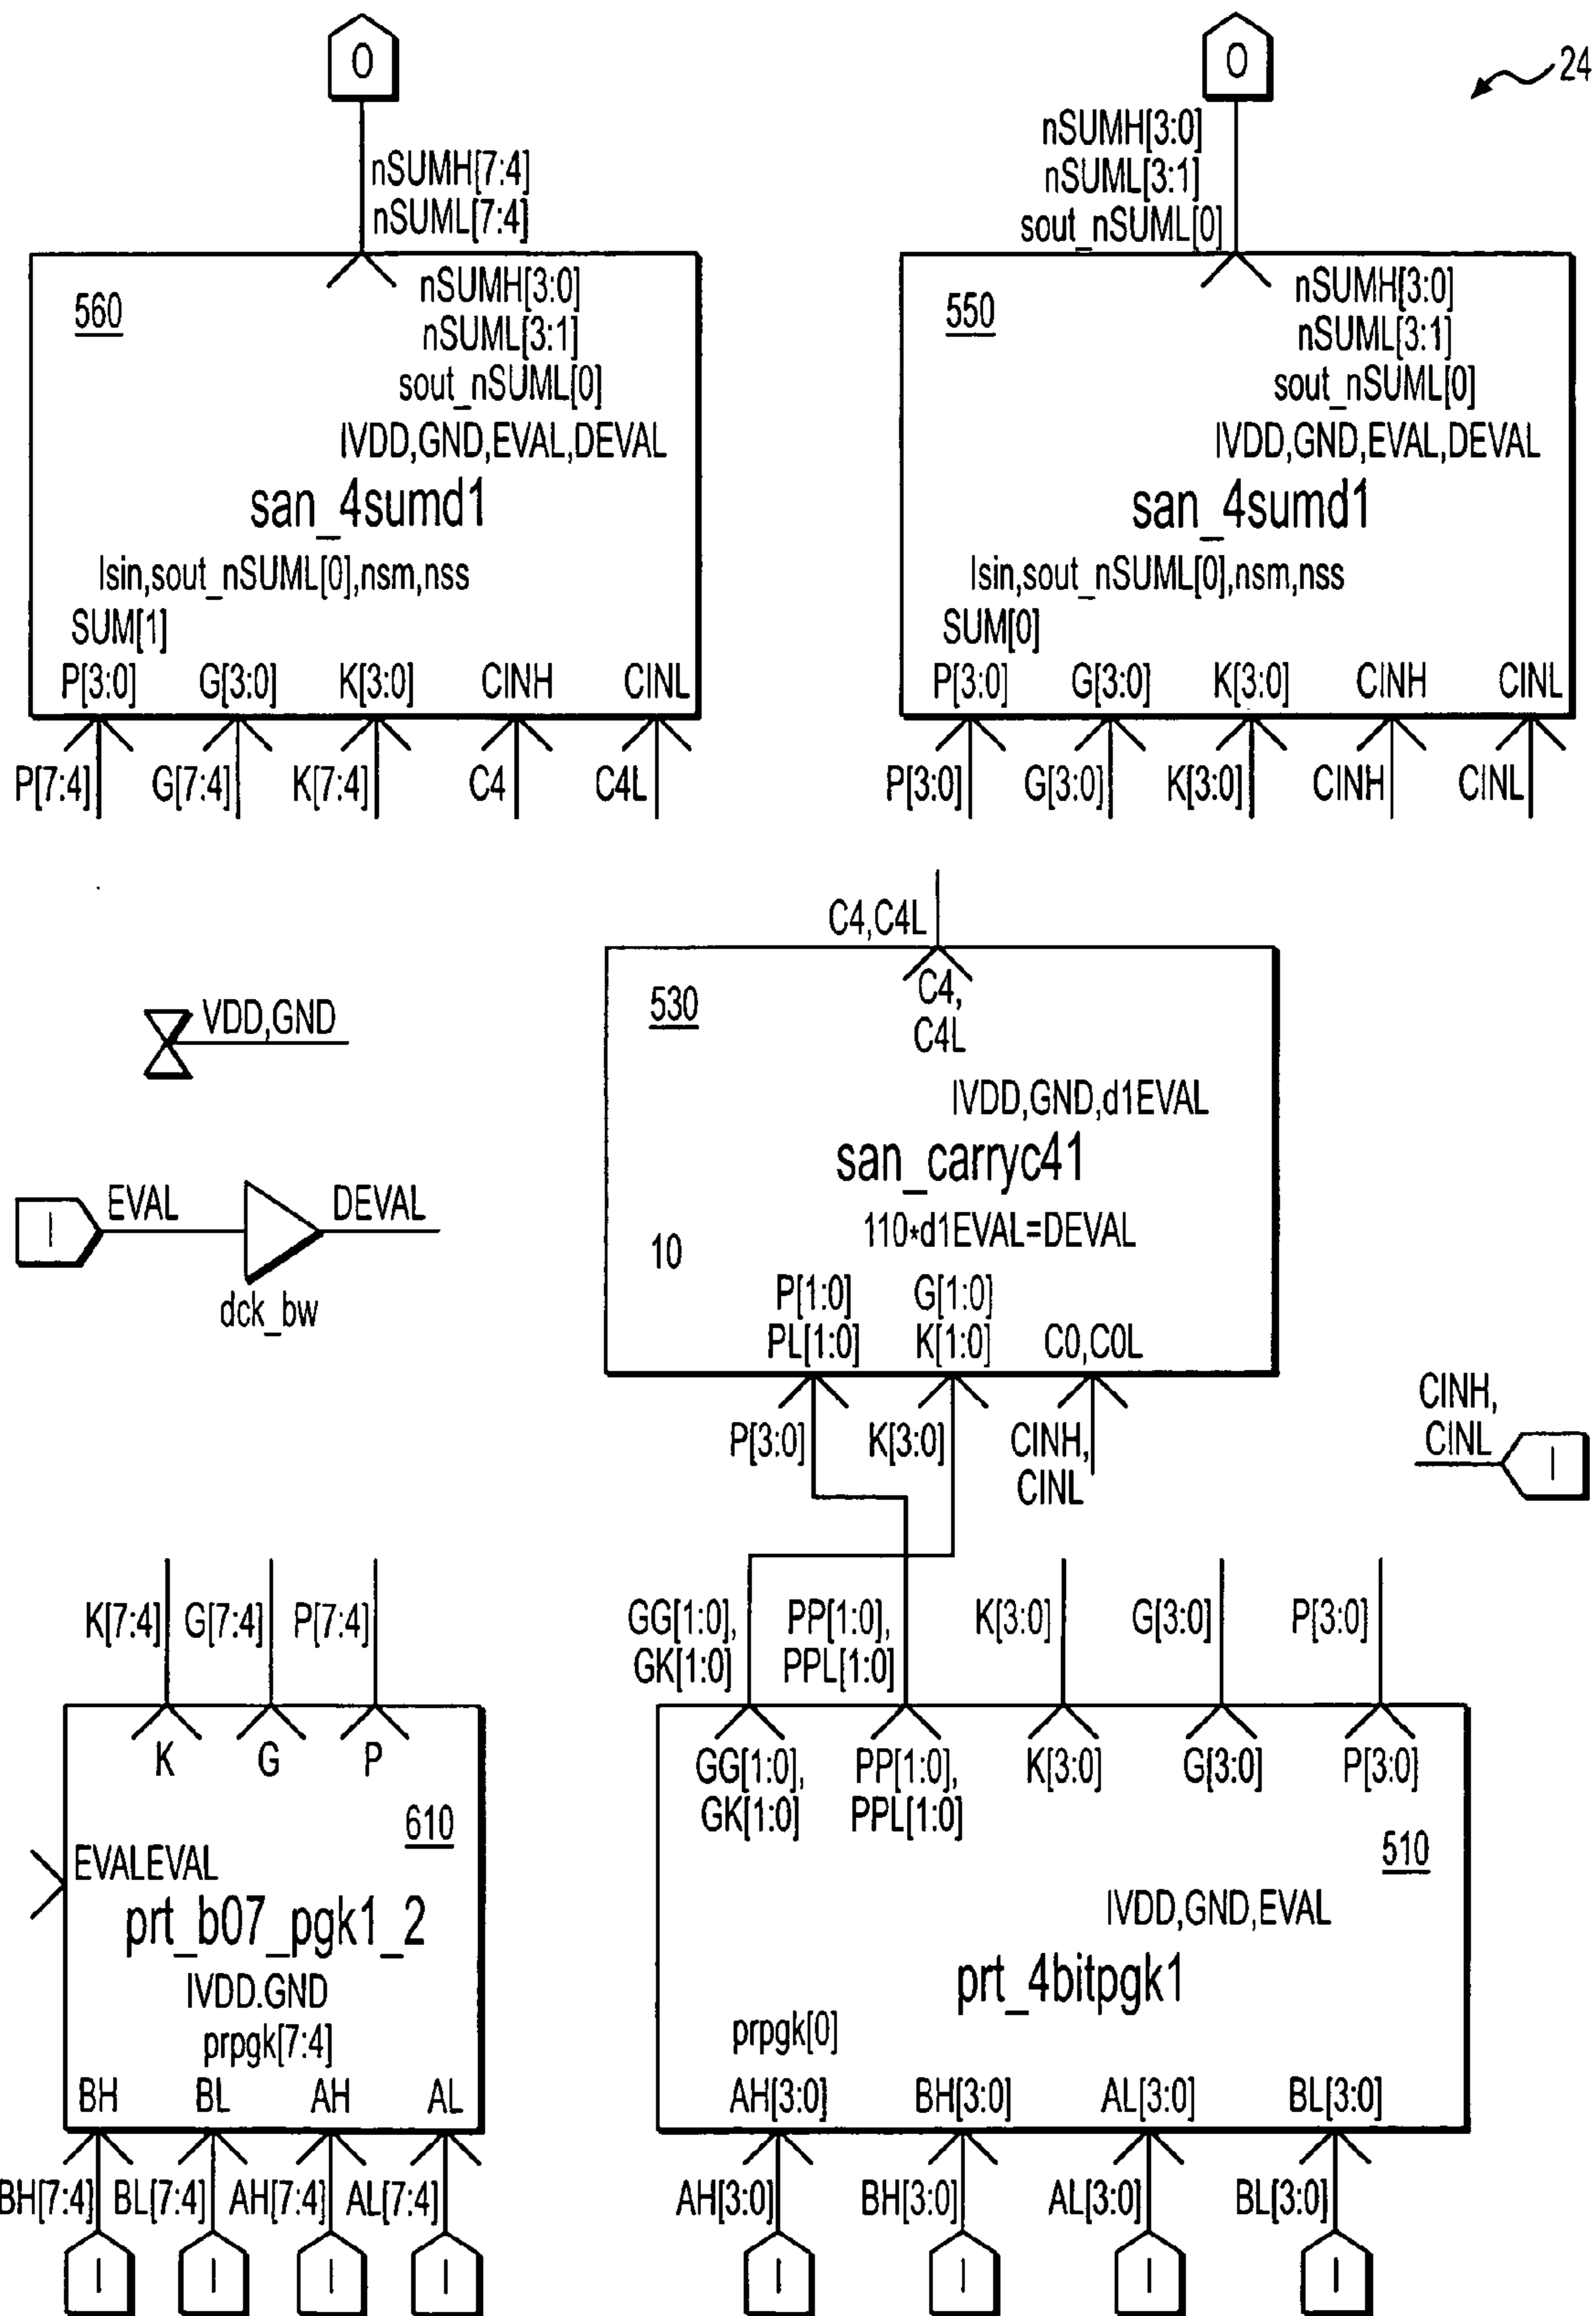 O
O
24
nSUMH[7:4]
nSUML[7:4]
nSUMH[3:0]
nSUML[3:1]
sout_nSUML[0]
560
nSUMH[3:0]
nSUML[3:1]
sout_nSUML[0]
IVDD,GND,EVAL,DEVAL
san_4sumd1
Isin,sout_nSUML[0],nsm,nss
SUM[1]
P[3:0] G[3:0] K[3:0] CINH CINL
P[7:4] G[7:4] K[7:4] C4 C4L
550
nSUMH[3:0]
nSUML[3:1]
sout_nSUML[0]
IVDD,GND,EVAL,DEVAL
san_4sumd1
Isin,sout_nSUML[0],nsm,nss
SUM[0]
P[3:0] G[3:0] K[3:0] CINH CINL
P[3:0] G[3:0] K[3:0] CINH CINL
C4,C4L
530
C4,
C4L
IVDD,GND,d1EVAL
san_carryc41
110*d1EVAL=DEVAL
10
P[1:0] G[1:0]
PL[1:0] K[1:0] C0,C0L
P[3:0] K[3:0] CINH,
CINL
VDD,GND
I EVAL DEVAL
dck_bw
CINH,
CINL I
K[7:4] G[7:4] P[7:4]
K G P
610
EVALEVAL
prt_b07_pgk1_2
IVDD.GND
prpgk[7:4]
BH BL AH AL
BH[7:4] BL[7:4] AH[7:4] AL[7:4]
I I I I
GG[1:0], PP[1:0], K[3:0] G[3:0] P[3:0]
GK[1:0] PPL[1:0]
GG[1:0], PP[1:0], K[3:0] G[3:0] P[3:0]
GK[1:0] PPL[1:0]
510
IVDD,GND,EVAL
prt_4bitpgk1
prpgk[0]
AH[3:0] BH[3:0] AL[3:0] BL[3:0]
AH[3:0] BH[3:0] AL[3:0] BL[3:0]
I I I I